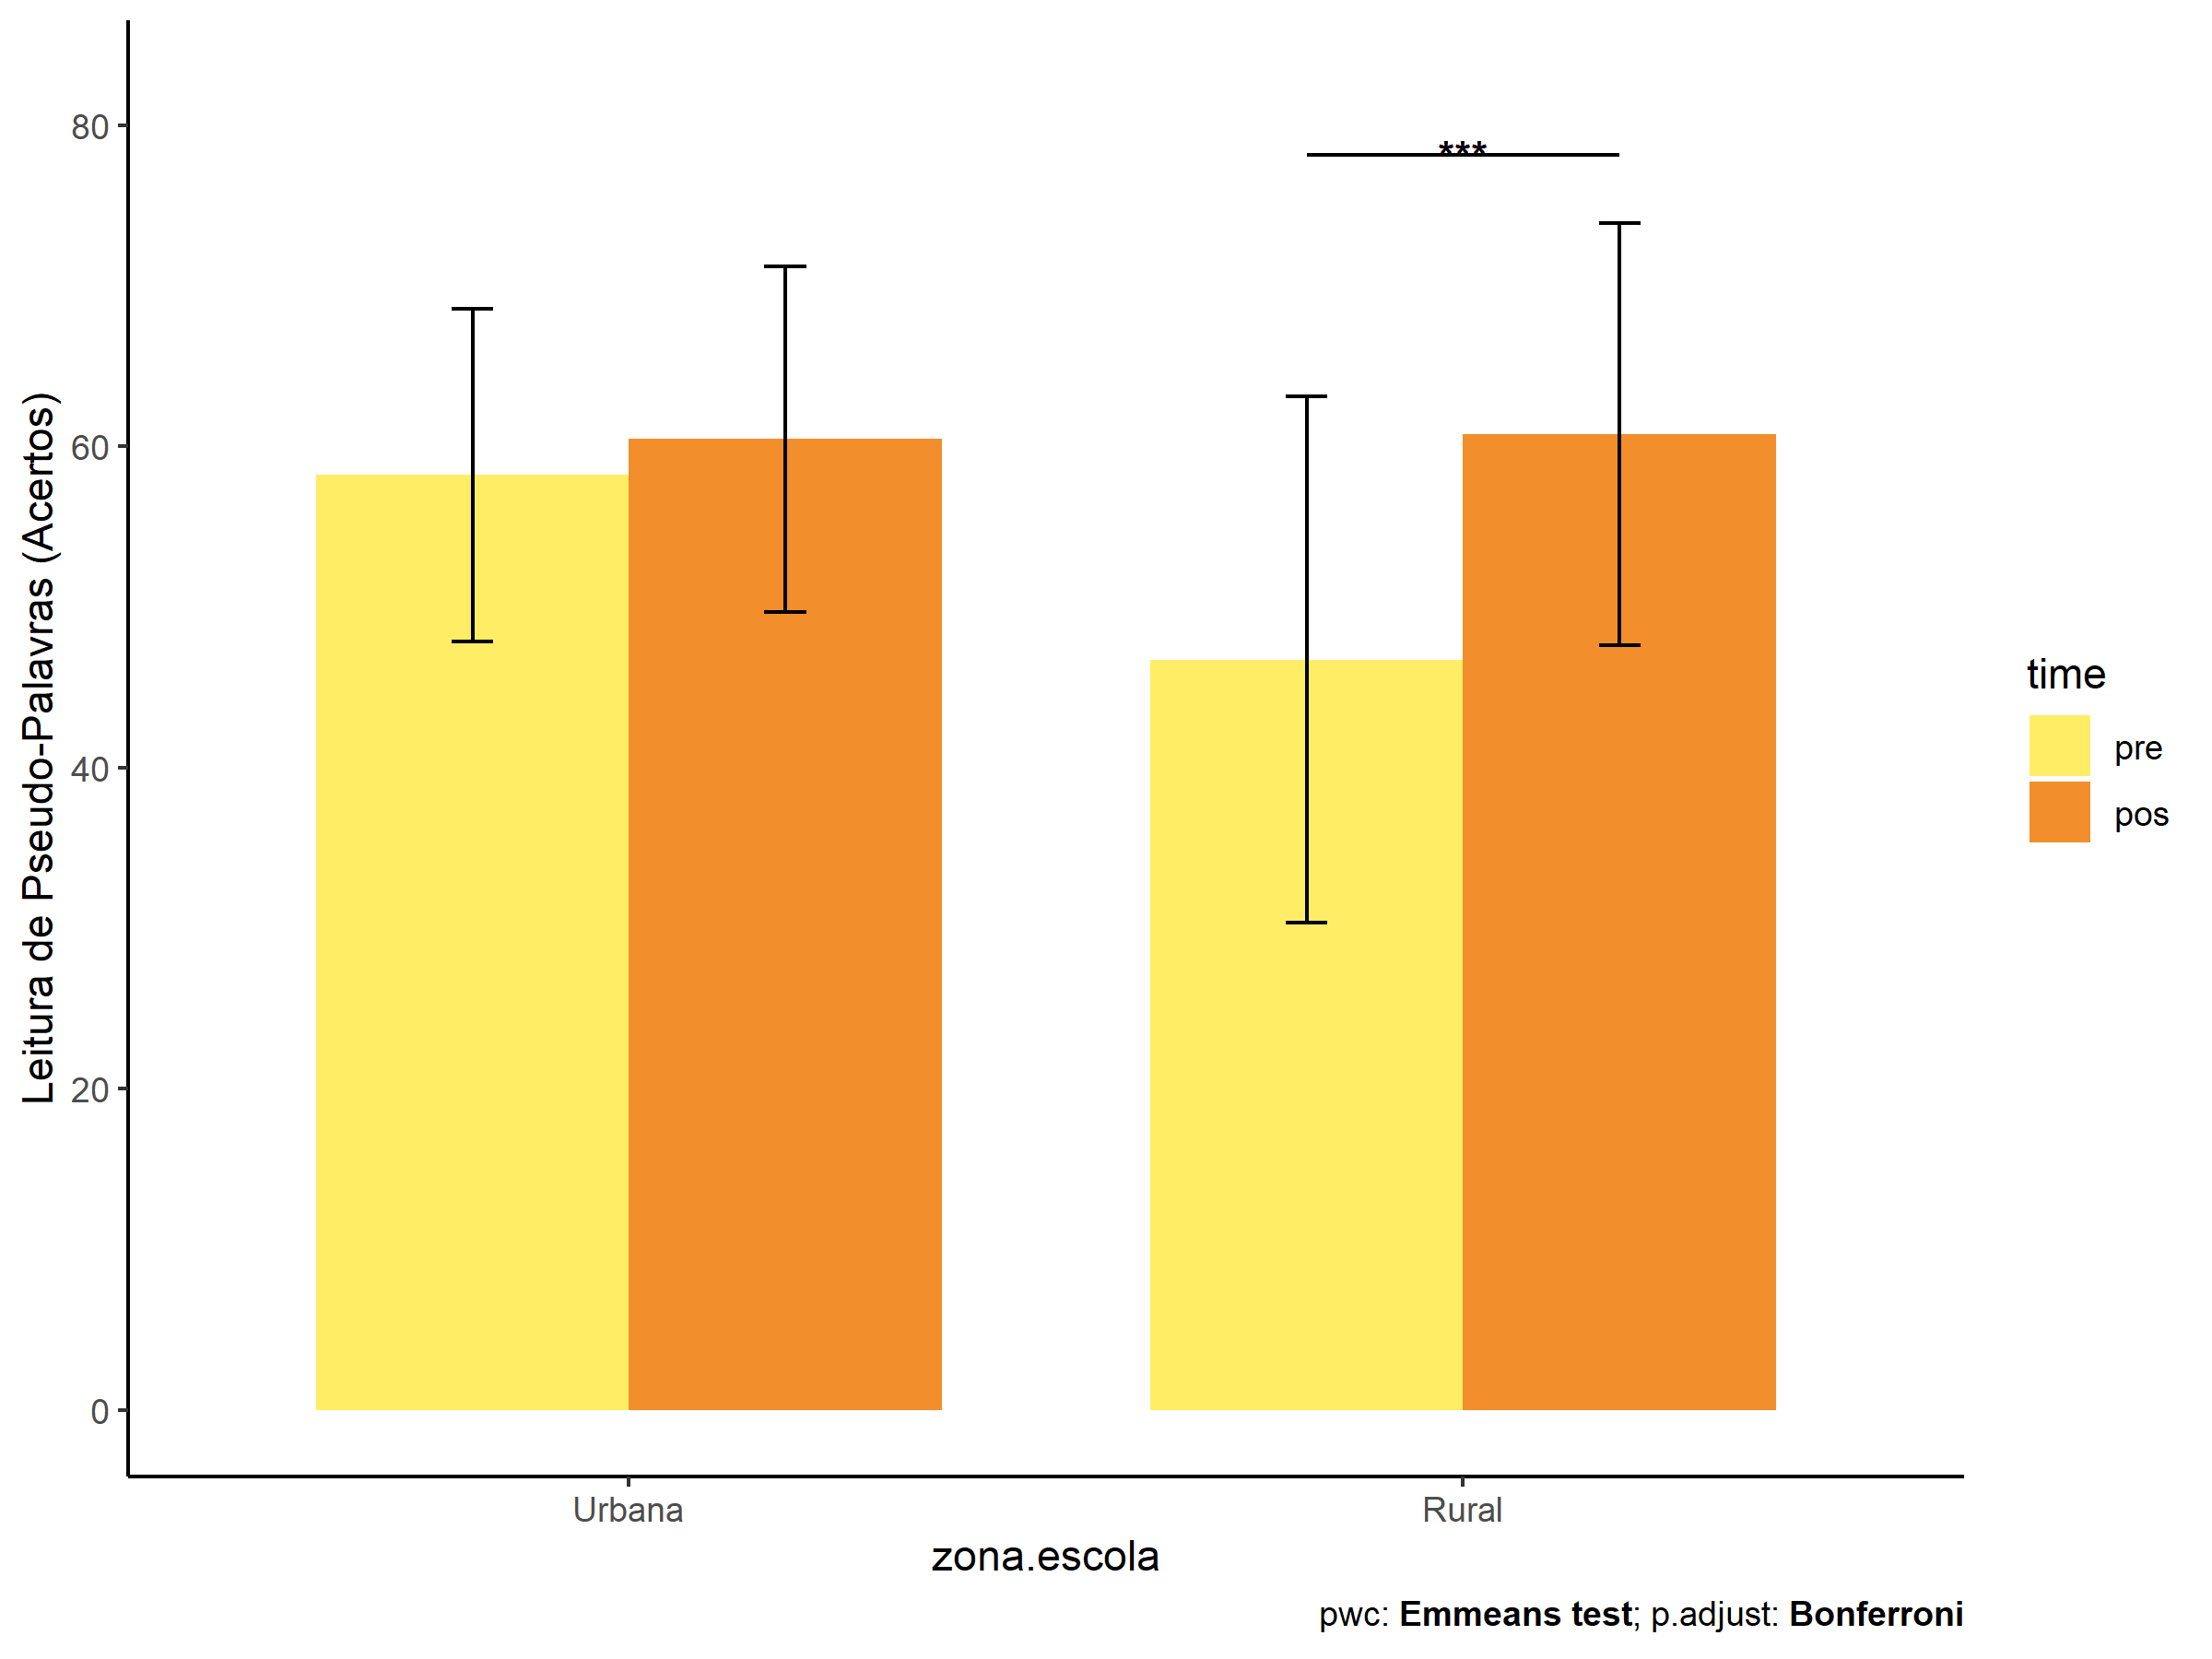 Leitura de Pseudo-Palavras (Acertos)
80
60
40
20
0
***
Urbana
Rural
zona.escola
time
pre
pos
pwc: Emmeans test; p.adjust: Bonferroni